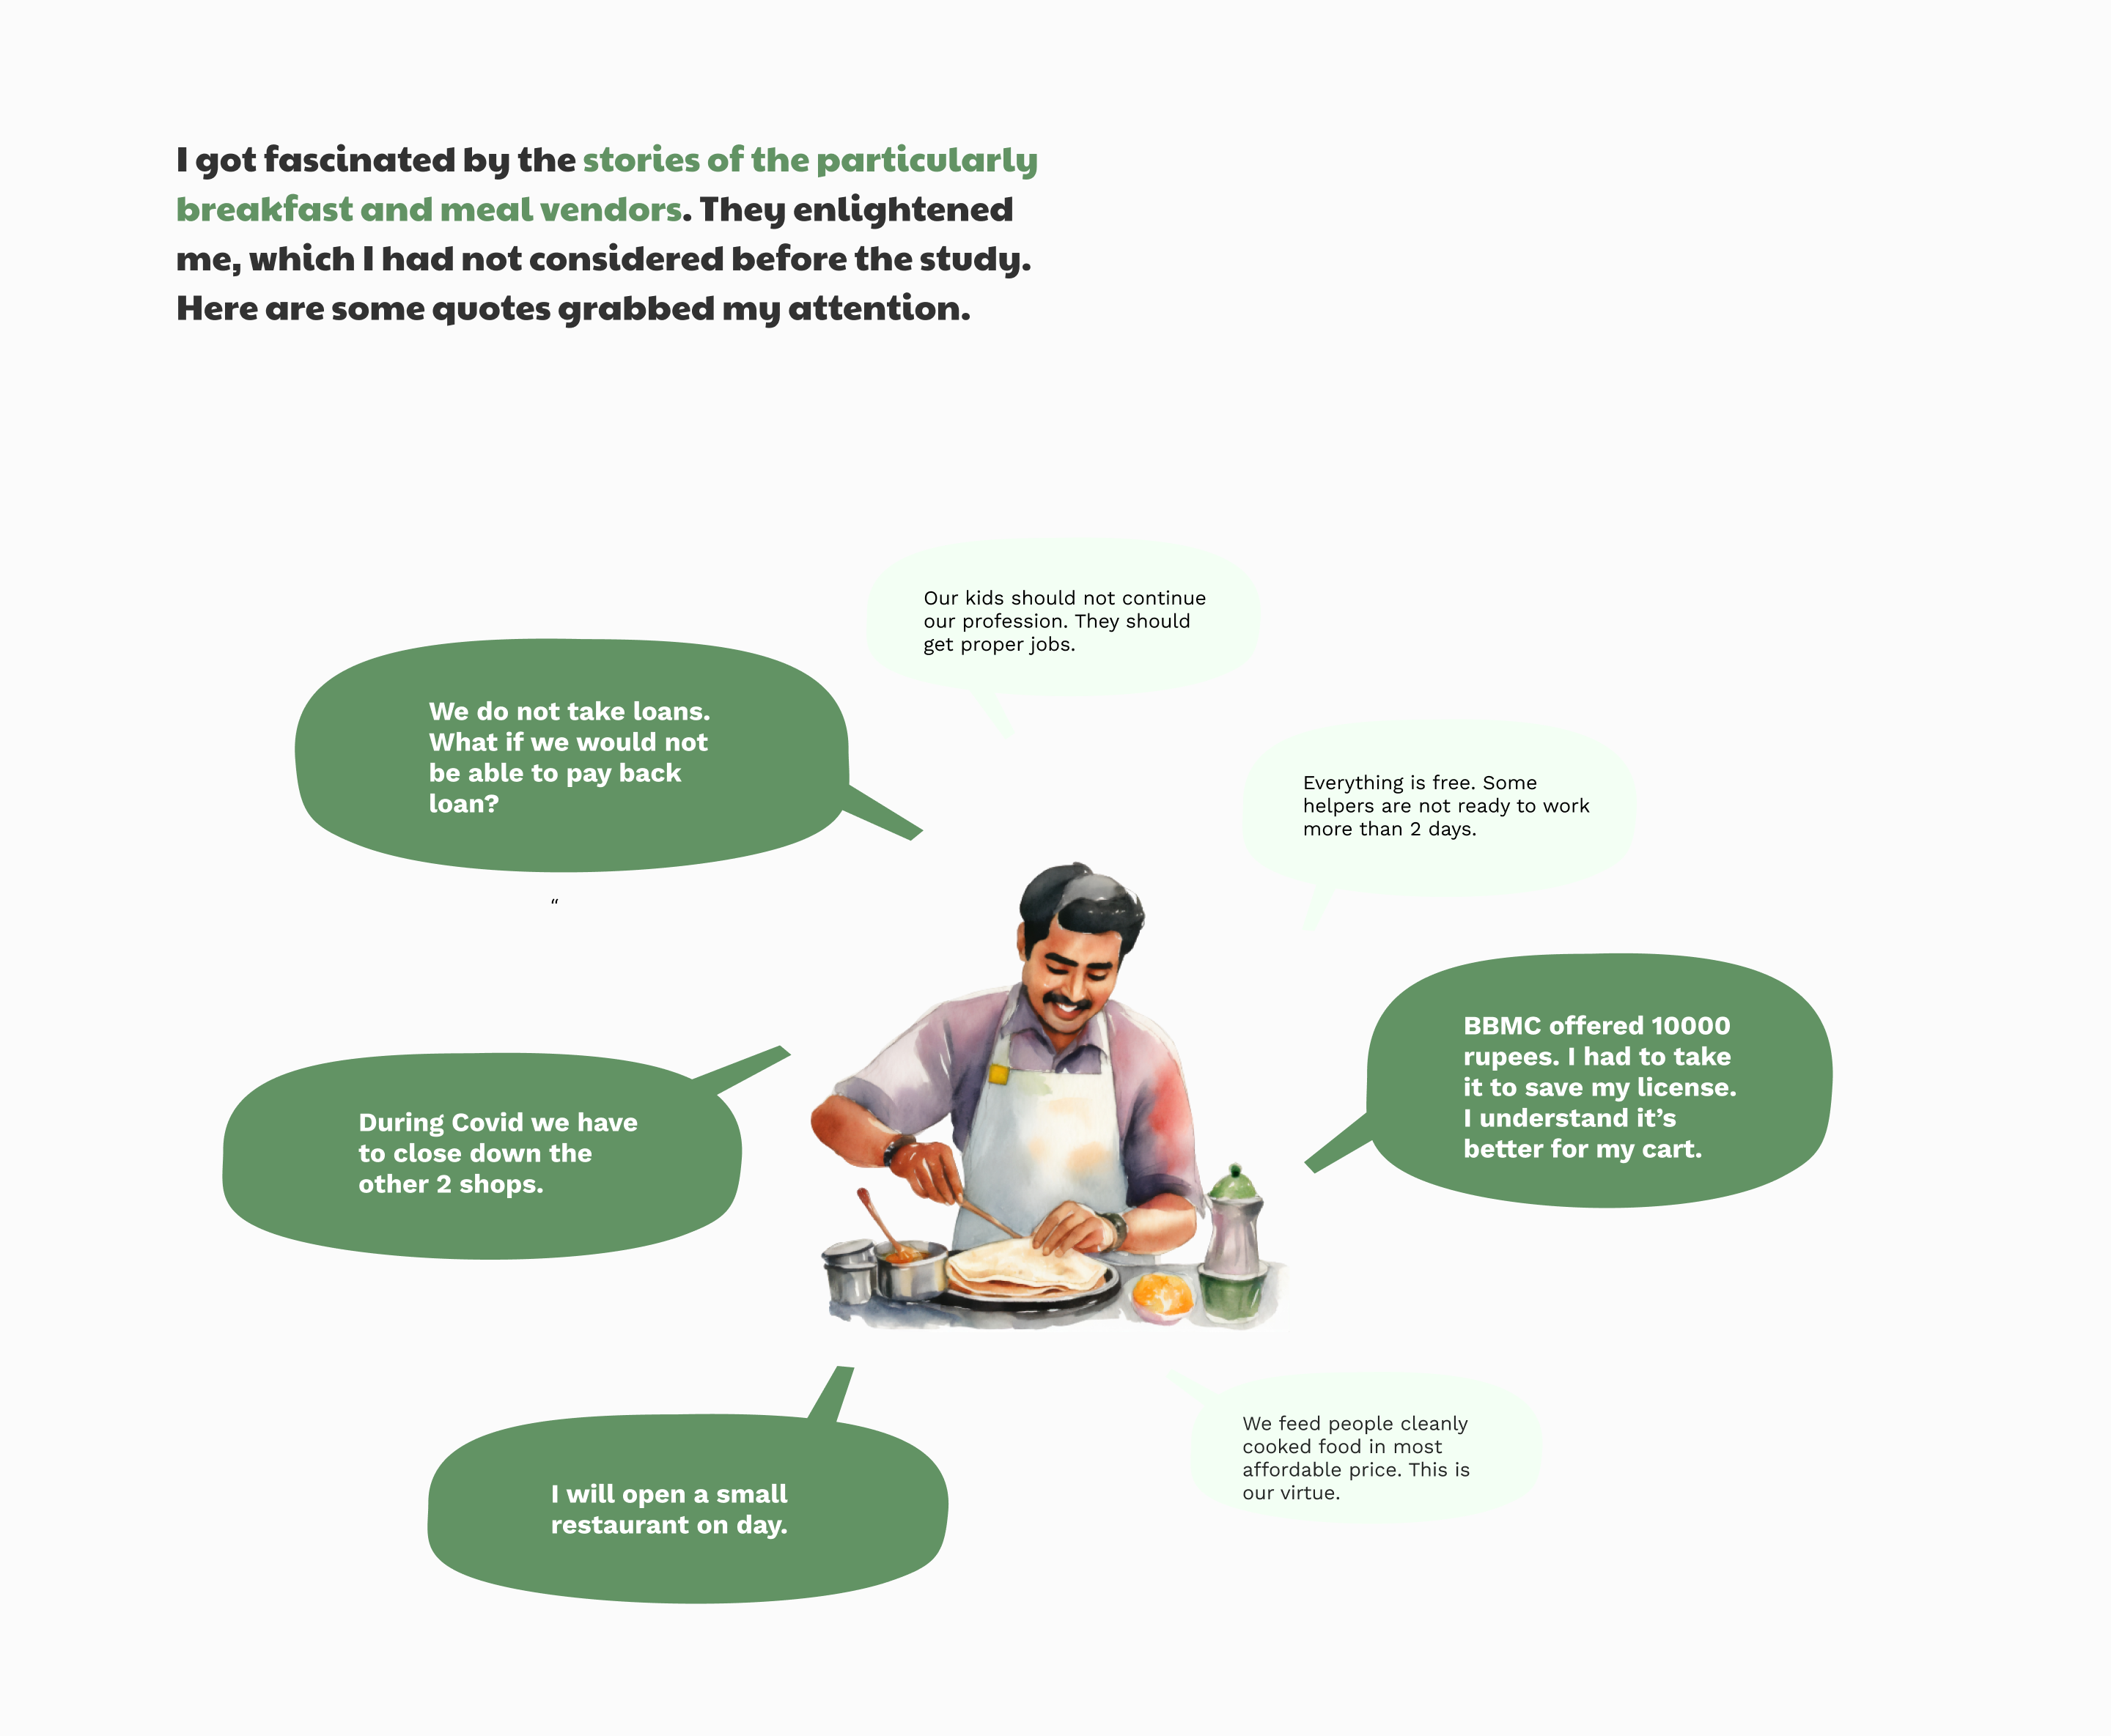 I got fascinated by the stories of the particularly
breakfast and meal vendors. They enlightened
me, which I had not considered before the study.
Here are some quotes grabbed my attention.
Our kids should not continue
our profession. They should
get proper jobs.
We do not take loans.
What if we would not
be able to pay back
loan?
Everything is free. Some
helpers are not ready to work
more than 2 days.
“
BBMC offered 10000
rupees. I had to take
it to save my license.
I understand it’s
better for my cart.
During Covid we have
to close down the
other 2 shops.
We feed people cleanly
cooked food in most
affordable price. This is
our virtue.
I will open a small
restaurant on day.